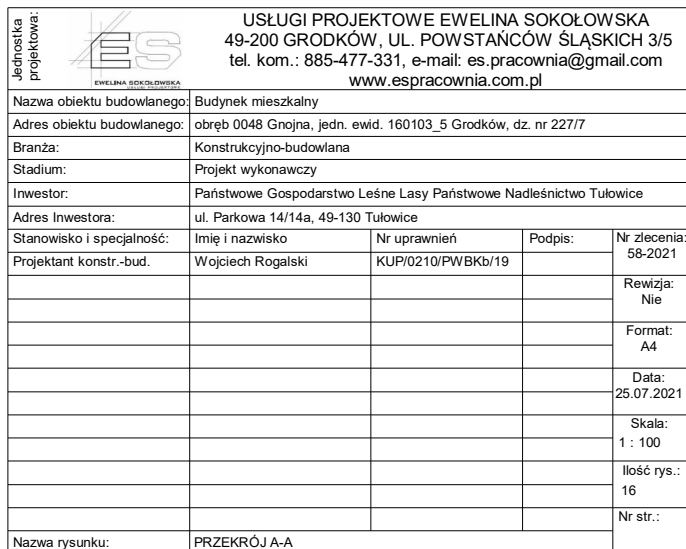 Jednostka
projektowa:
ES
EWELINA SOKOŁOWSKA
USŁUGI PROJEKTOWE
USŁUGI PROJEKTOWE EWELINA SOKOŁOWSKA
49-200 GRODKÓW, UL. POWSTAŃCÓW ŚLĄSKICH 3/5
tel. kom.: 885-477-331, e-mail: es.pracownia@gmail.com
www.espracownia.com.pl
Nazwa obiektu budowlanego: Budynek mieszkalny
Adres obiektu budowlanego: obręb 0048 Gnojna, jedn. ewid. 160103_5 Grodków, dz. nr 227/7
Branża: Konstrukcyjno-budowlana
Stadium: Projekt wykonawczy
Inwestor: Państwowe Gospodarstwo Leśne Lasy Państwowe Nadleśnictwo Tułowice
Adres Inwestora: ul. Parkowa 14/14a, 49-130 Tułowice
Stanowisko i specjalność: Imię i nazwisko Nr uprawnień Podpis: Nr zlecenia:
58-2021
Projektant konstr.-bud. Wojciech Rogalski KUP/0210/PWBKb/19
Rewizja:
Nie
Format:
A4
Data:
25.07.2021
Skala:
1 : 100
Ilość rys.:
16
Nr str.:
Nazwa rysunku: PRZEKRÓJ A-A